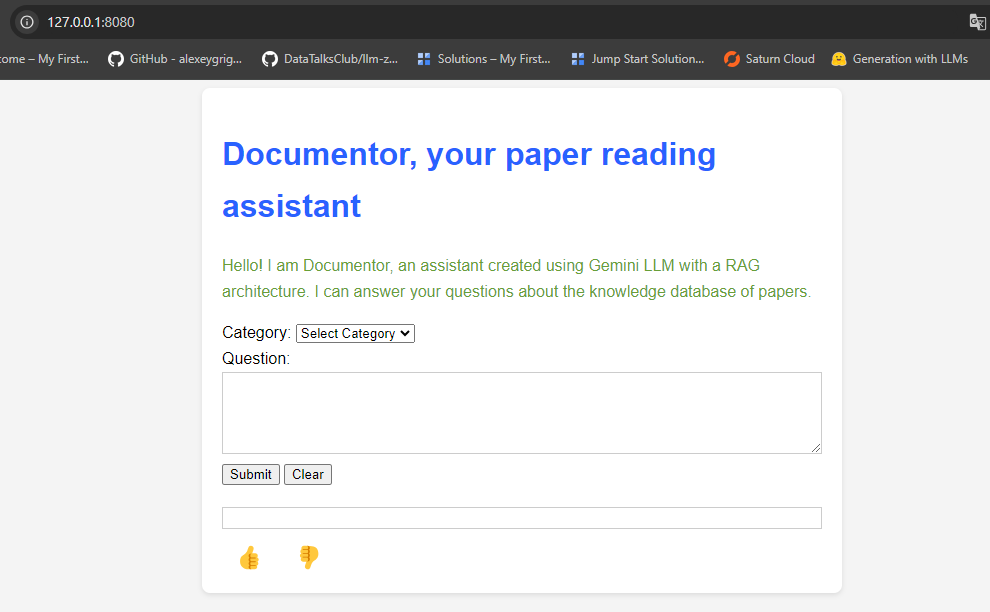 127.0.0.1:8080
come – My First... GitHub - alexeygrig... DataTalksClub/llm-z... Solutions – My First... Jump Start Solution... Saturn Cloud Generation with LLMs
Documentor, your paper reading
assistant
Hello! I am Documentor, an assistant created using Gemini LLM with a RAG
architecture. I can answer your questions about the knowledge database of papers.
Category: Select Category
Question:
Submit Clear